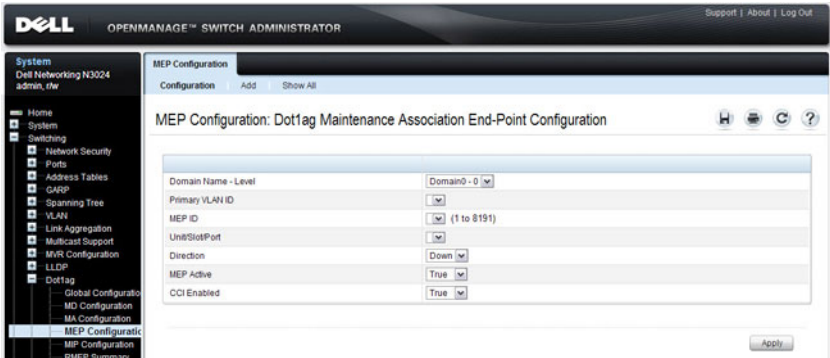 Support | About | Log Out
DELL OPENMANAGE™ SWITCH ADMINISTRATOR
System
Dell Networking N3024
admin, r/w
Home
System
Switching
Network Security
Ports
Address Tables
GARP
Spanning Tree
VLAN
Link Aggregation
Multicast Support
MVR Configuration
LLDP
Dot1ag
Global Configuratio
MD Configuration
MA Configuration
MEP Configuratic
MIP Configuration
RMEP Summary
MEP Configuration
Configuration Add Show All
MEP Configuration: Dot1ag Maintenance Association End-Point Configuration
Domain Name - Level Domain0 - 0
Primary VLAN ID
MEP ID (1 to 8191)
Unit/Slot/Port
Direction Down
MEP Active True
CCI Enabled True
Apply